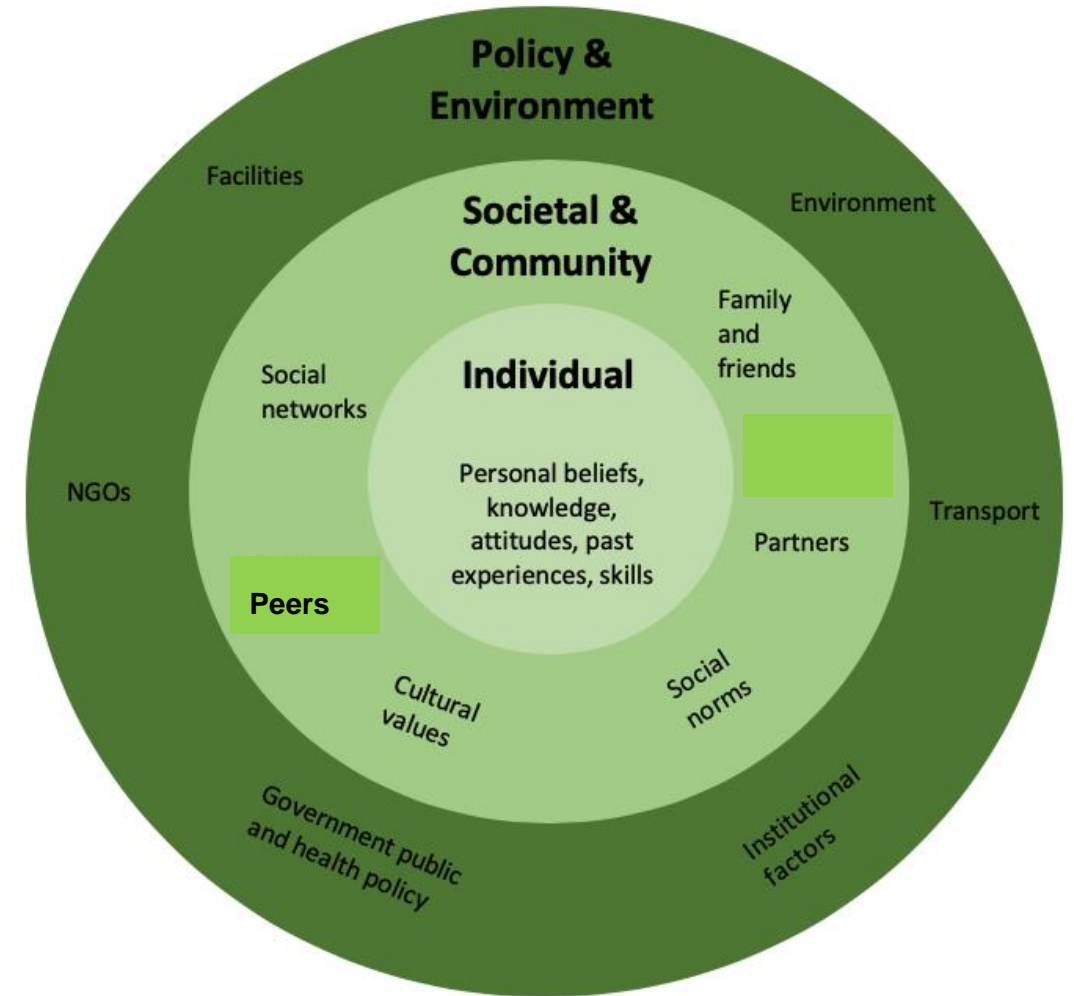 Policy &
Environment
Facilities
Environment
Societal &
Community
Family
and
friends
Social
networks
Individual
Personal beliefs,
knowledge,
attitudes, past
experiences, skills
NGOs
Transport
Partners
Peers
Cultural
values
Social
norms
Government public
and health policy
Institutional
factors